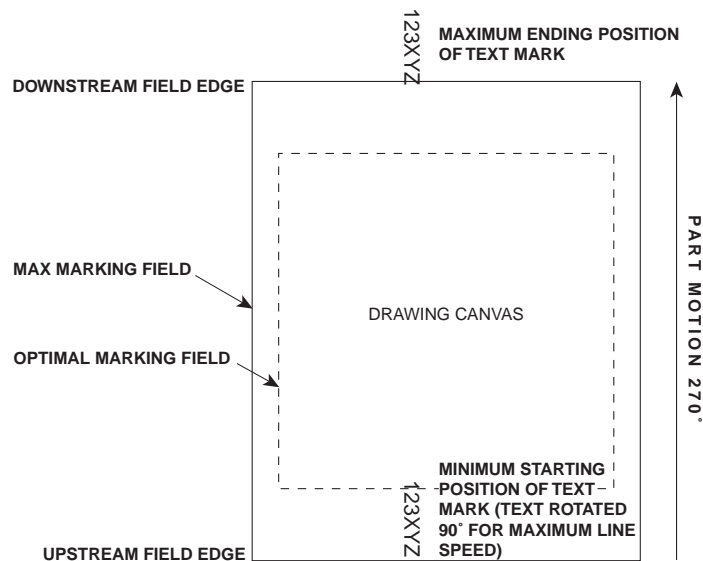 123XYZ
MAXIMUM ENDING POSITION
OF TEXT MARK
DOWNSTREAM FIELD EDGE
PART MOTION 270°
MAX MARKING FIELD
DRAWING CANVAS
OPTIMAL MARKING FIELD
123XYZ
MINIMUM STARTING
POSITION OF TEXT
MARK (TEXT ROTATED
90° FOR MAXIMUM LINE
SPEED)
UPSTREAM FIELD EDGE